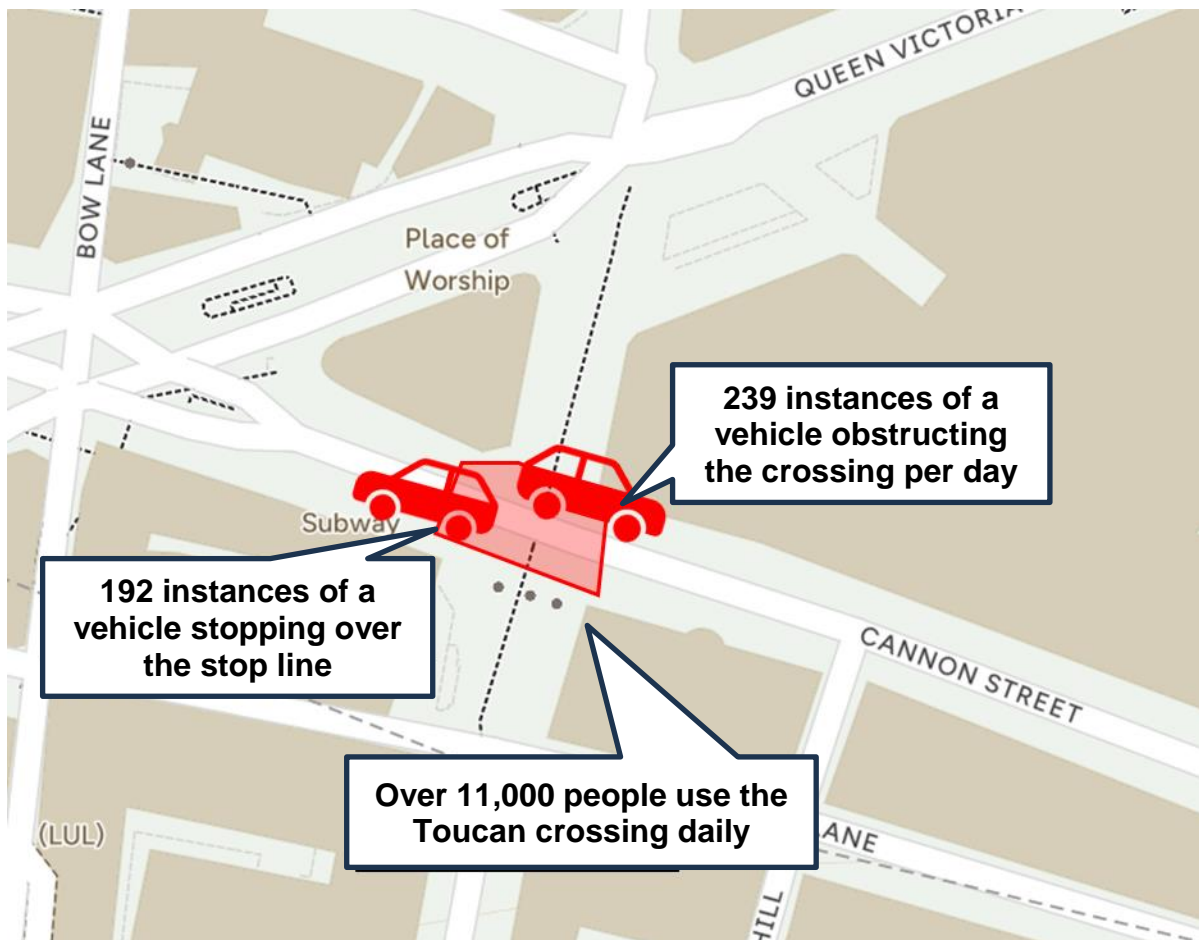 QUEEN VICTORIA
BOW LANE
Place of
Worship
239 instances of a
vehicle obstructing
the crossing per day
Subway
192 instances of a
vehicle stopping over
the stop line
CANNON STREET
Over 11,000 people use the
Toucan crossing daily
(LUL)
LANE
HILL